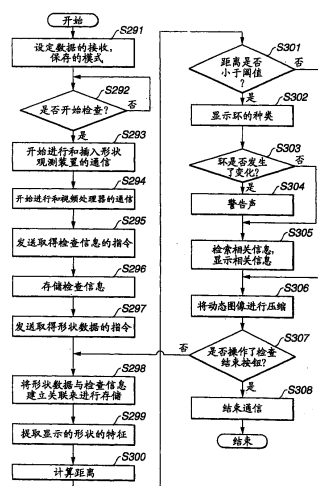 开始
S291
设定数据的接收,
保存的模式
S292
是否开始检查?
否
是
S293
开始进行和插入形状
观测装置的通信
S294
开始进行和视频处理器的通信
S295
发送取得检查信息的指令
S296
存储检查信息
S297
发送取得形状数据的指令
S298
将形状数据与检查信息
建立关联来进行存储
S299
提取显示的形状的特征
S300
计算距离
S301
距离是否
小于阈值
?
否
是
S302
显示环的种类
S303
环是否发生
了变化?
否
是
S304
警告声
S305
检索相关信息,
显示相关信息
S306
将动态图像进行压缩
S307
是否操作了检查
结束按钮?
否
是
S308
结束通信
结束